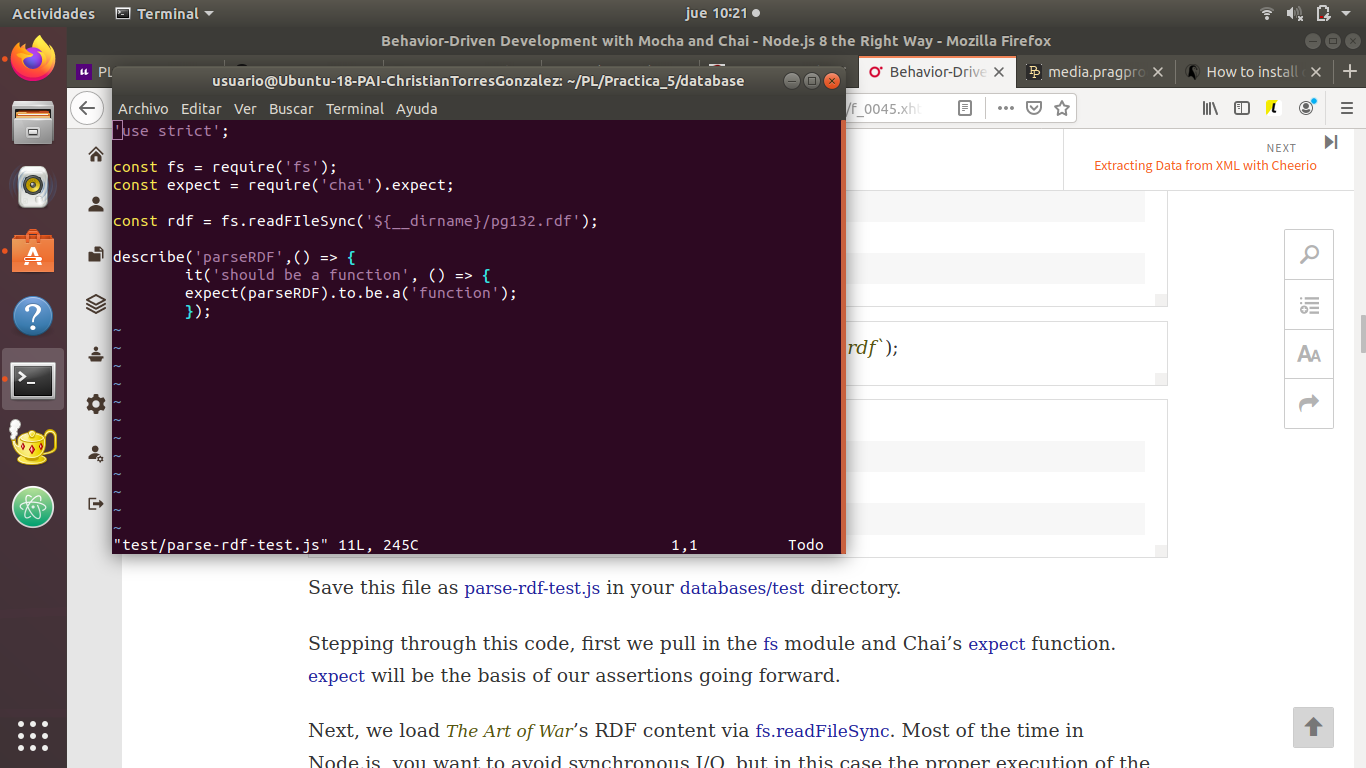 Actividades
Terminal
jue 10:21
Behavior-Driven Development with Mocha and Chai - Node.js 8 the Right Way - Mozilla Firefox
PL
Behavior-Drive
media.pragpro
How to install
usuario@Ubuntu-18-PAI-ChristianTorresGonzalez: ~/PL/Practica_5/database
Archivo Editar Ver Buscar Terminal Ayuda
/f_0045.xh
NEXT
Extracting Data from XML with Cheerio
'use strict';
const fs = require('fs');
const expect = require('chai').expect;
const rdf = fs.readFIleSync('${__dirname}/pg132.rdf');
describe('parseRDF',() => {
it('should be a function', () => {
expect(parseRDF).to.be.a('function');
});
~
~
~
~
~
~
~
~
~
~
~
~
"test/parse-rdf-test.js" 11L, 245C
1,1
Todo
rdf`);
AA
Save this file as parse-rdf-test.js in your databases/test directory.
Stepping through this code, first we pull in the fs module and Chai’s expect function.
expect will be the basis of our assertions going forward.
Next, we load The Art of War’s RDF content via fs.readFileSync. Most of the time in
Node.js, you want to avoid synchronous I/O, but in this case the proper execution of the